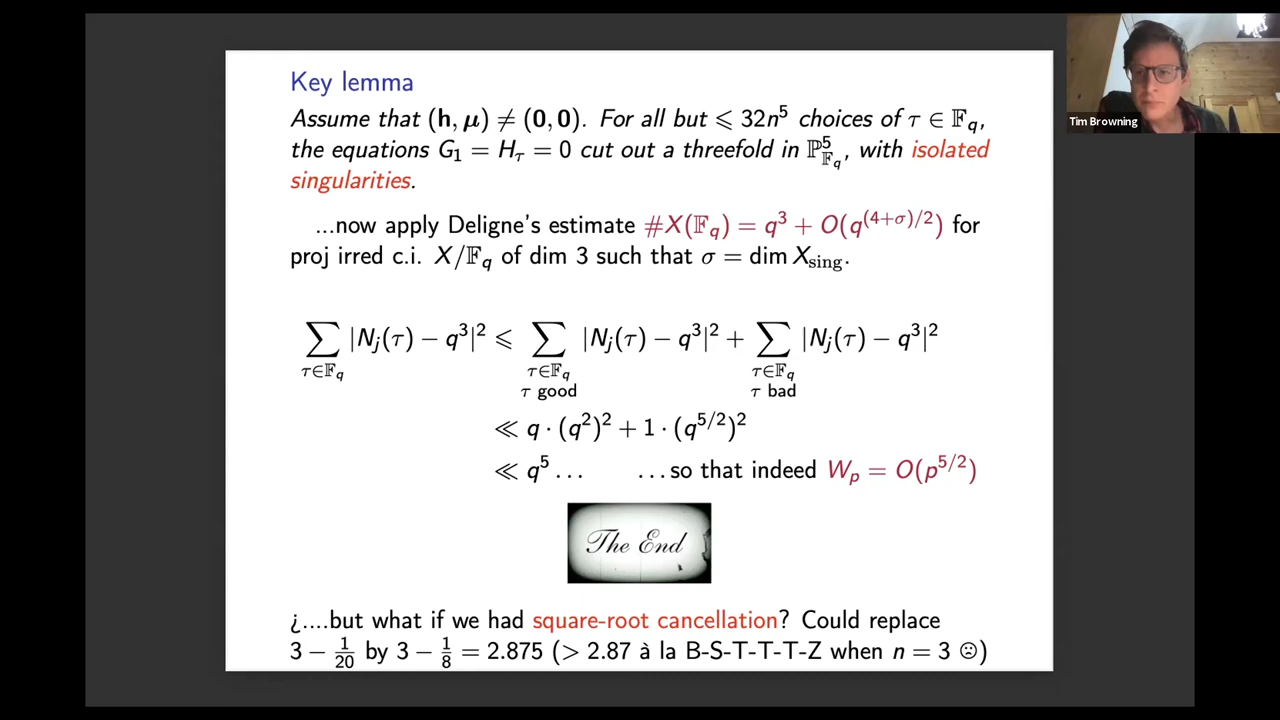 Key lemma
Assume that (h, μ) ≠ (0, 0). For all but ⩽ 32n⁵ choices of τ ∈ 𝔽_q,
the equations G₁ = H_τ = 0 cut out a threefold in ℙ⁵_{𝔽_q}, with isolated
singularities.
...now apply Deligne's estimate #X(𝔽_q) = q³ + O(q^{(4+σ)/2}) for
proj irred c.i. X/𝔽_q of dim 3 such that σ = dim X_sing.
∑_{τ∈𝔽_q} |N_j(τ) − q³|² ⩽ ∑_{τ∈𝔽_q, τ good} |N_j(τ) − q³|² + ∑_{τ∈𝔽_q, τ bad} |N_j(τ) − q³|²
≪ q · (q²)² + 1 · (q^{5/2})²
≪ q⁵ ... ...so that indeed W_p = O(p^{5/2})
The End
¿....but what if we had square-root cancellation? Could replace
3 − 1/20 by 3 − 1/8 = 2.875 (> 2.87 à la B-S-T-T-T-Z when n = 3 ☹)
Tim Browning